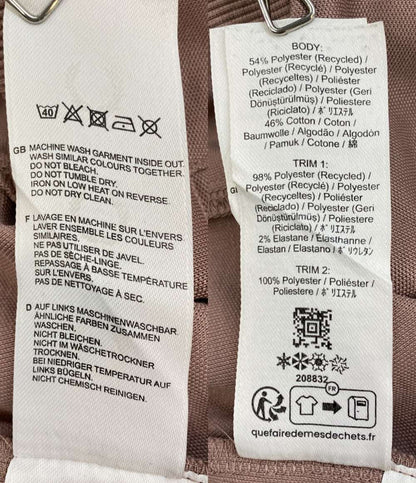 40
GB MACHINE WASH GARMENT INSIDE OUT.
WASH SIMILAR COLOURS TOGETHER.
DO NOT BLEACH.
DO NOT TUMBLE DRY.
IRON ON LOW HEAT ON REVERSE.
DO NOT DRY CLEAN.
F LAVAGE EN MACHINE SUR L'ENVERS.
LAVER ENSEMBLE LES COULEURS
SIMILAIRES.
NE PAS UTILISER DE JAVEL.
PAS DE SÈCHE-LINGE.
REPASSAGE À BASSE TEMPÉRATURE
SUR L'ENVERS.
PAS DE NETTOYAGE À SEC.
D AUF LINKS MASCHINENWASCHBAR.
ÄHNLICHE FARBEN ZUSAMMEN
WASCHEN.
NICHT BLEICHEN.
NICHT IM WÄSCHETROCKNER
TROCKNEN.
BEI NIEDRIGER TEMPERATUR AUF
LINKS BÜGELN.
NICHT CHEMISCH REINIGEN.
BODY:
54% Polyester (Recycled) /
Polyester (Recyclé) / Polyester
(Recyceltes) / Poliéster
(Reciclado) / Polyester (Geri
Dönüştürülmüş) / Poliestere
(Riciclato) / ﾎﾟﾘｴｽﾃﾙ
46% Cotton / Coton /
Baumwolle / Algodão / Algodón
/ Pamuk / Cotone / 綿
TRIM 1:
98% Polyester (Recycled) /
Polyester (Recyclé) / Polyester
(Recyceltes) / Poliéster
(Reciclado) / Polyester (Geri
Dönüştürülmüş) / Poliestere
(Riciclato) / ﾎﾟﾘｴｽﾃﾙ
2% Elastane / Élasthanne /
Elastan / Elastano / ﾎﾟﾘｳﾚﾀﾝ
TRIM 2:
100% Polyester / Poliéster /
Poliestere / ﾎﾟﾘｴｽﾃﾙ
208832
FR
quefairedemesdechets.fr